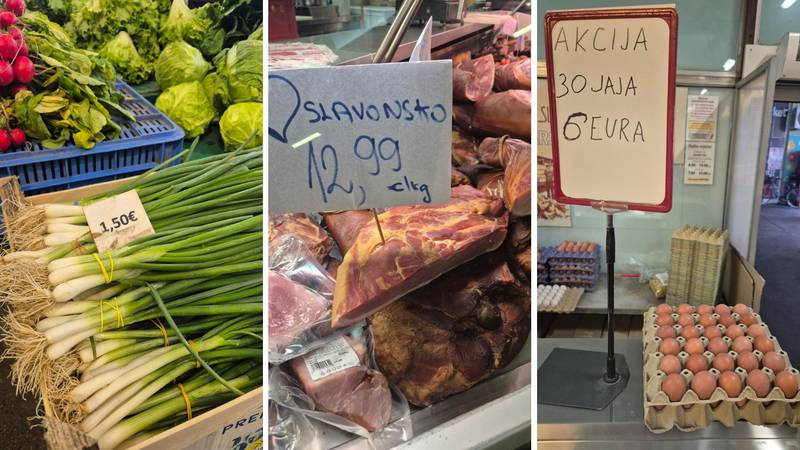 1,50€
SLAVONSKO
12,99
€/kg
AKCIJA
30 JAJA
6 EURA